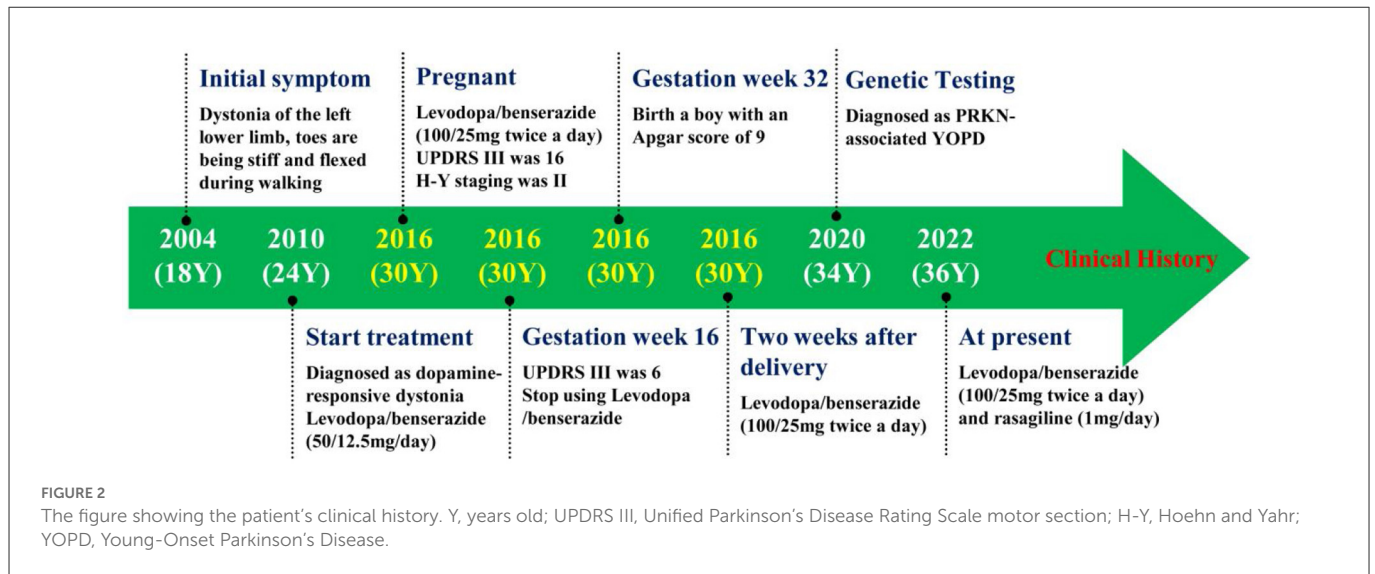 Initial symptom
Dystonia of the left
lower limb, toes are
being stiff and flexed
during walking
Pregnant
Levodopa/benserazide
(100/25mg twice a day)
UPDRS III was 16
H-Y staging was II
Gestation week 32
Birth a boy with an
Apgar score of 9
Genetic Testing
Diagnosed as PRKN-
associated YOPD
2004
(18Y)
2010
(24Y)
2016
(30Y)
2016
(30Y)
2016
(30Y)
2016
(30Y)
2020
(34Y)
2022
(36Y)
Clinical History
Start treatment
Diagnosed as dopamine-
responsive dystonia
Levodopa/benserazide
(50/12.5mg/day)
Gestation week 16
UPDRS III was 6
Stop using Levodopa
/benserazide
Two weeks after
delivery
Levodopa/benserazide
(100/25mg twice a day)
At present
Levodopa/benserazide
(100/25mg twice a day)
and rasagiline (1mg/day)
FIGURE 2
The figure showing the patient's clinical history. Y, years old; UPDRS III, Unified Parkinson's Disease Rating Scale motor section; H-Y, Hoehn and Yahr;
YOPD, Young-Onset Parkinson's Disease.